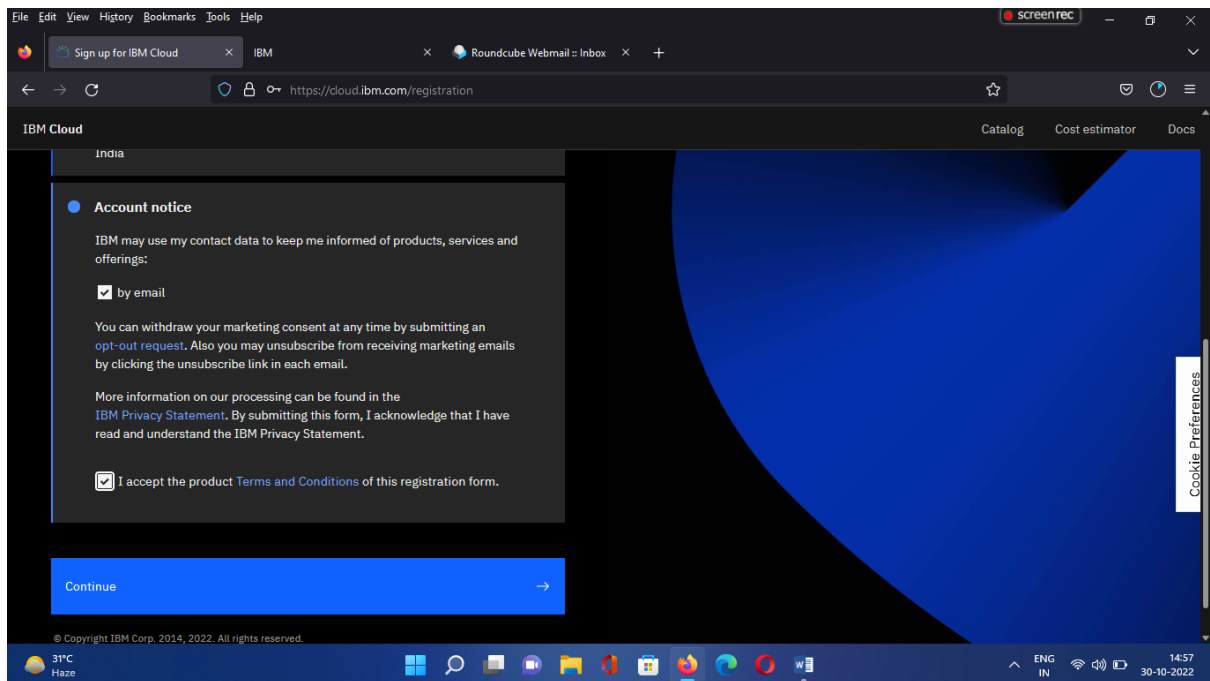 File Edit View History Bookmarks Tools Help
screenrec
Sign up for IBM Cloud
IBM
Roundcube Webmail :: Inbox
https://cloud.ibm.com/registration
IBM Cloud
Catalog Cost estimator Docs
India
Account notice
IBM may use my contact data to keep me informed of products, services and
offerings:
by email
You can withdraw your marketing consent at any time by submitting an
opt-out request. Also you may unsubscribe from receiving marketing emails
by clicking the unsubscribe link in each email.
More information on our processing can be found in the
IBM Privacy Statement. By submitting this form, I acknowledge that I have
read and understand the IBM Privacy Statement.
I accept the product Terms and Conditions of this registration form.
Cookie Preferences
Continue
© Copyright IBM Corp. 2014, 2022. All rights reserved.
31°C
Haze
ENG
IN
14:57
30-10-2022